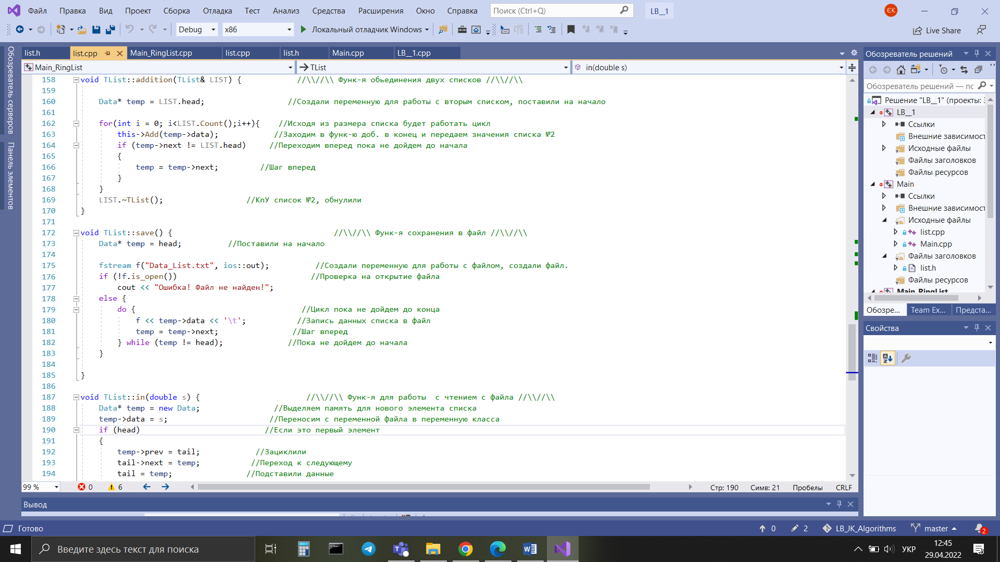 Файл Правка Вид Проект Сборка Отладка Тест Анализ Средства Расширения Окно Справка Поиск (Ctrl+Q) LB__1 ЄК
Debug x86 Локальный отладчик Windows Live Share
Обозреватель серверов
Панель элементов
list.h list.cpp Main_RingList.cpp list.cpp list.h Main.cpp LB__1.cpp
Main_RingList TList in(double s)
158 void TList::addition(TList& LIST) { //\\//\\ Функ-я обьединения двух списков //\\//\\
159
160 Data* temp = LIST.head; //Создали переменную для работы с вторым списком, поставили на начало
161
162 for(int i = 0; i<LIST.Count();i++){ //Исходя из размера списка будет работать цикл
163 this->Add(temp->data); //Заходим в функ-ю доб. в конец и передаем значения списка №2
164 if (temp->next != LIST.head) //Переходим вперед пока не дойдем до начала
165 {
166 temp = temp->next; //Шаг вперед
167 }
168 }
169 LIST.~TList(); //КпУ список №2, обнулили
170 }
171
172 void TList::save() { //\\//\\ Функ-я сохранения в файл //\\//\\
173 Data* temp = head; //Поставили на начало
174
175 fstream f("Data_List.txt", ios::out); //Создали переменную для работы с файлом, создали файл.
176 if (!f.is_open()) //Проверка на открытие файла
177 cout << "Ошибка! Файл не найден!";
178 else {
179 do { //Цикл пока не дойдем до конца
180 f << temp->data << '\t'; //Запись данных списка в файл
181 temp = temp->next; //Шаг вперед
182 } while (temp != head); //Пока не дойдем до начала
183 }
184
185 }
186
187 void TList::in(double s) { //\\//\\ Функ-я для работы  с чтением с файла //\\//\\
188 Data* temp = new Data; //Выделяем память для нового элемента списка
189 temp->data = s; //Переносим с переменной файла в переменную класса
190 if (head) //Если это первый элемент
191 {
192 temp->prev = tail; //Зациклили
193 tail->next = temp; //Переход к следующему
194 tail = temp; //Подставили данные
99 % 0 6 Стр: 190 Симв: 21 Пробелы CRLF
Вывод
Обозреватель решений
Обозреватель решений — пс
Решение "LB__1" (проекты: 3
LB__1
Ссылки
Внешние зависимост
Исходные файлы
Файлы заголовков
Файлы ресурсов
Main
Ссылки
Внешние зависимост
Исходные файлы
list.cpp
Main.cpp
Файлы заголовков
list.h
Файлы ресурсов
Main_RingList
Обозре... Team Ex... Предста...
Свойства
Готово 0 2 LB_JK_Algorithms master 2
Введите здесь текст для поиска УКР 12:45
29.04.2022